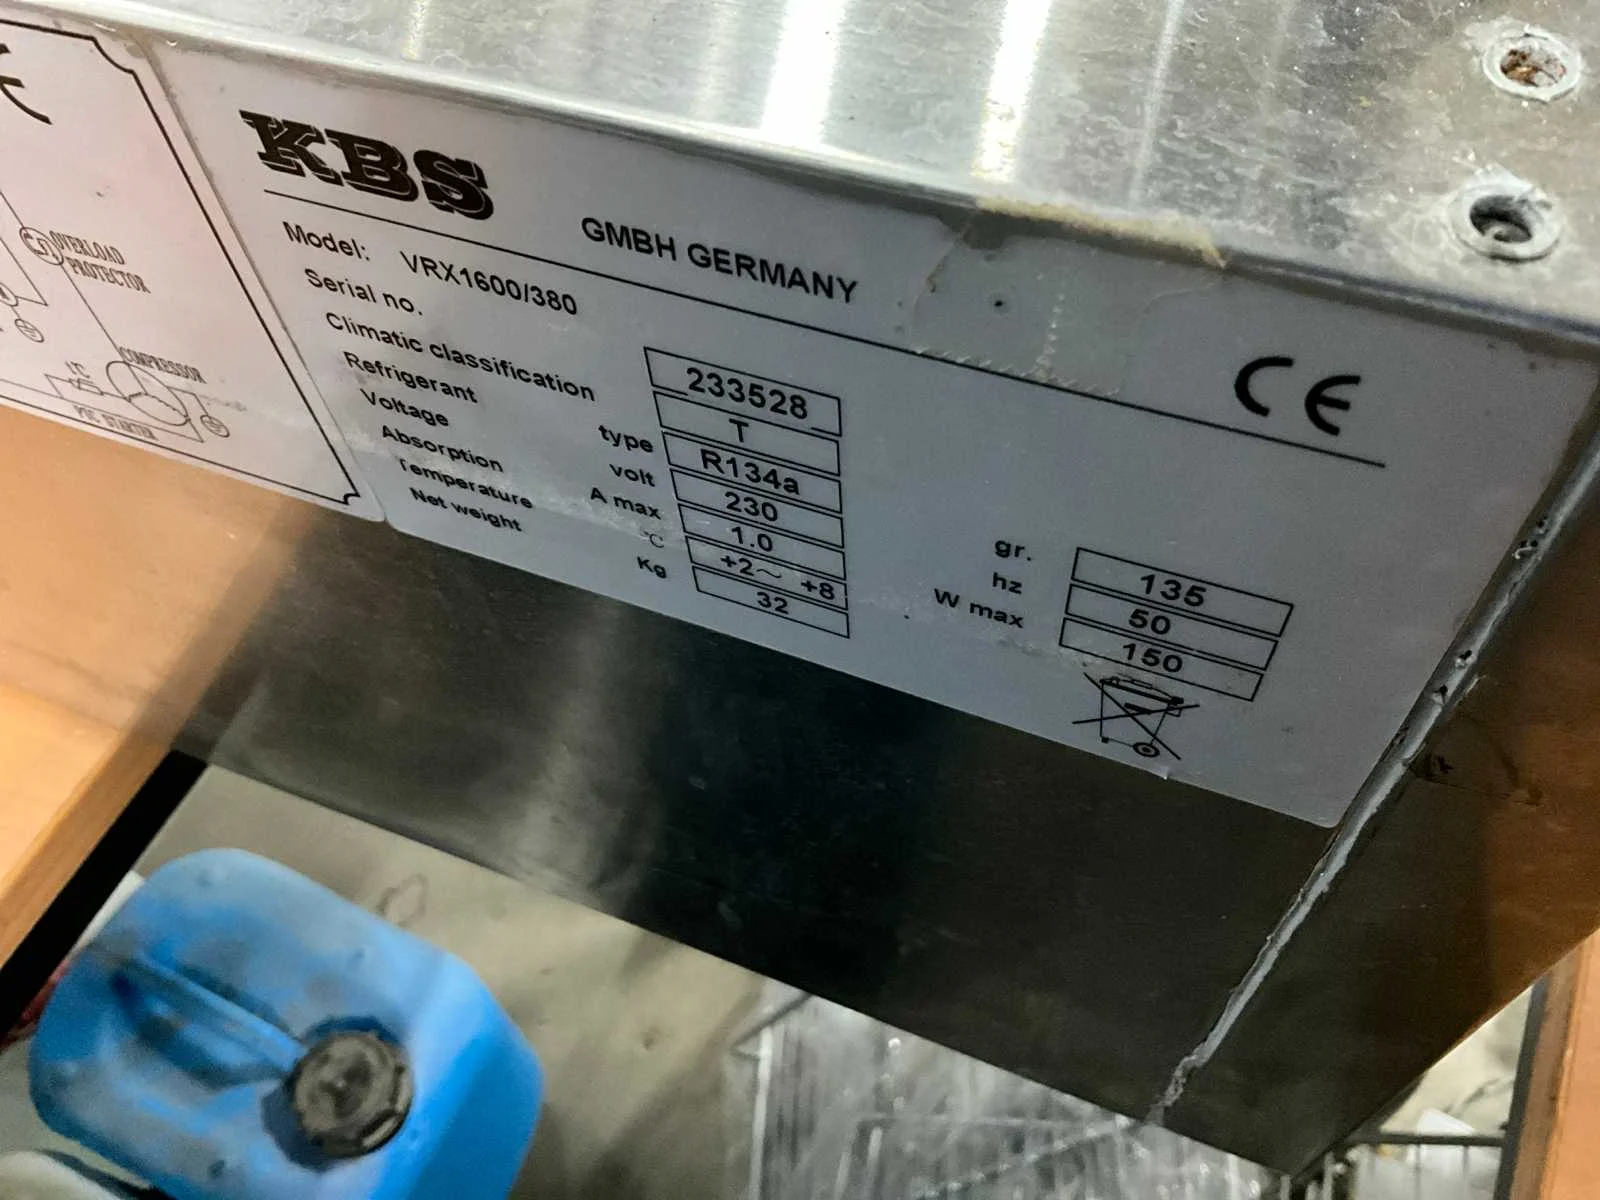 KBS
GMBH GERMANY
CE
Model: VRX1600/380
Serial no. 233528
Climatic classification T
Refrigerant type R134a gr. 135
Voltage volt 230 hz 50
Absorption A max 1.0 W max 150
Temperature °C +2~ +8
Net weight Kg 32
OVERLOAD
PROTECTOR
COMPRESSOR
PTC STARTER